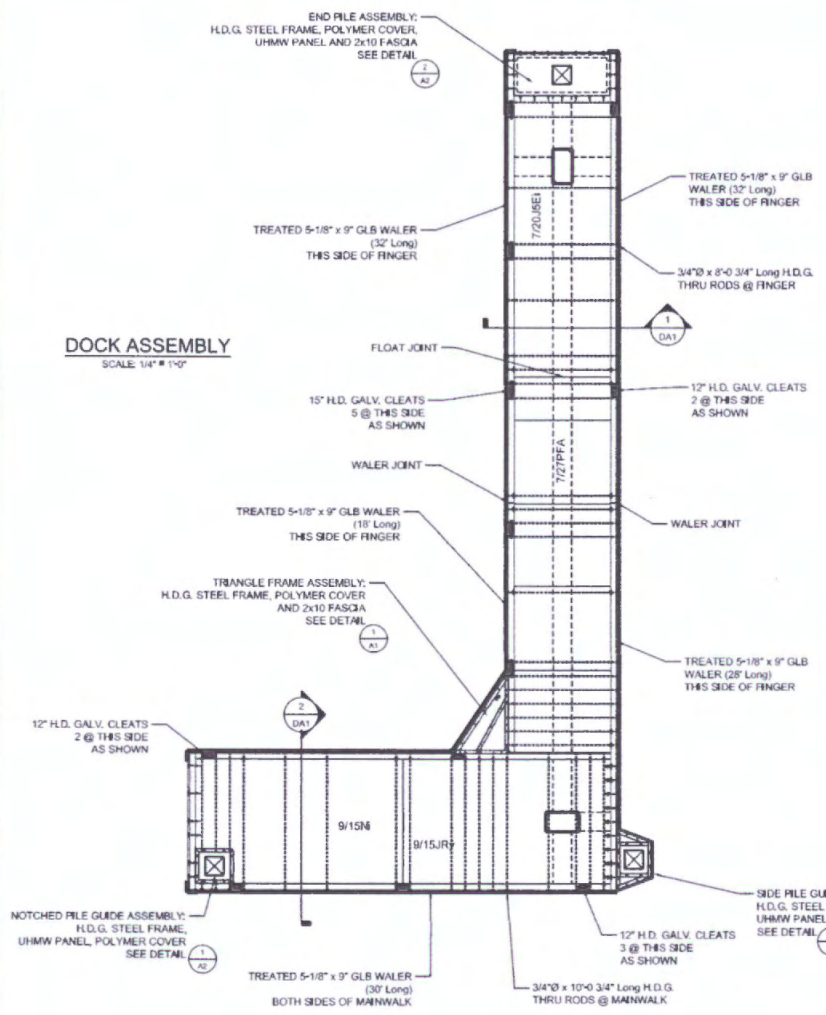 END PILE ASSEMBLY:
H.D.G. STEEL FRAME, POLYMER COVER,
UHMW PANEL AND 2x10 FASCIA
SEE DETAIL
2
A2
TREATED 5-1/8" x 9" GLB
WALER (32' Long)
THIS SIDE OF FINGER
7/20J5Ei
TREATED 5-1/8" x 9" GLB WALER
(32' Long)
THIS SIDE OF FINGER
3/4"Ø x 8'-0 3/4" Long H.D.G.
THRU RODS @ FINGER
1
DA1
DOCK ASSEMBLY
SCALE: 1/4" = 1'-0"
FLOAT JOINT
15" H.D. GALV. CLEATS
5 @ THIS SIDE
AS SHOWN
12" H.D. GALV. CLEATS
2 @ THIS SIDE
AS SHOWN
7/27PFA
WALER JOINT
WALER JOINT
TREATED 5-1/8" x 9" GLB WALER
(18' Long)
THIS SIDE OF FINGER
TRIANGLE FRAME ASSEMBLY:
H.D.G. STEEL FRAME, POLYMER COVER
AND 2x10 FASCIA
SEE DETAIL
1
A1
TREATED 5-1/8" x 9" GLB
WALER (28' Long)
THIS SIDE OF FINGER
2
DA1
12" H.D. GALV. CLEATS
2 @ THIS SIDE
AS SHOWN
9/15Ni
9/15JRy
NOTCHED PILE GUIDE ASSEMBLY:
H.D.G. STEEL FRAME,
UHMW PANEL, POLYMER COVER
SEE DETAIL
1
A2
SIDE PILE GUI
H.D.G. STEEL
UHMW PANEL
SEE DETAIL
12" H.D. GALV. CLEATS
3 @ THIS SIDE
AS SHOWN
TREATED 5-1/8" x 9" GLB WALER
(30' Long)
BOTH SIDES OF MAINWALK
3/4"Ø x 10'-0 3/4" Long H.D.G.
THRU RODS @ MAINWALK